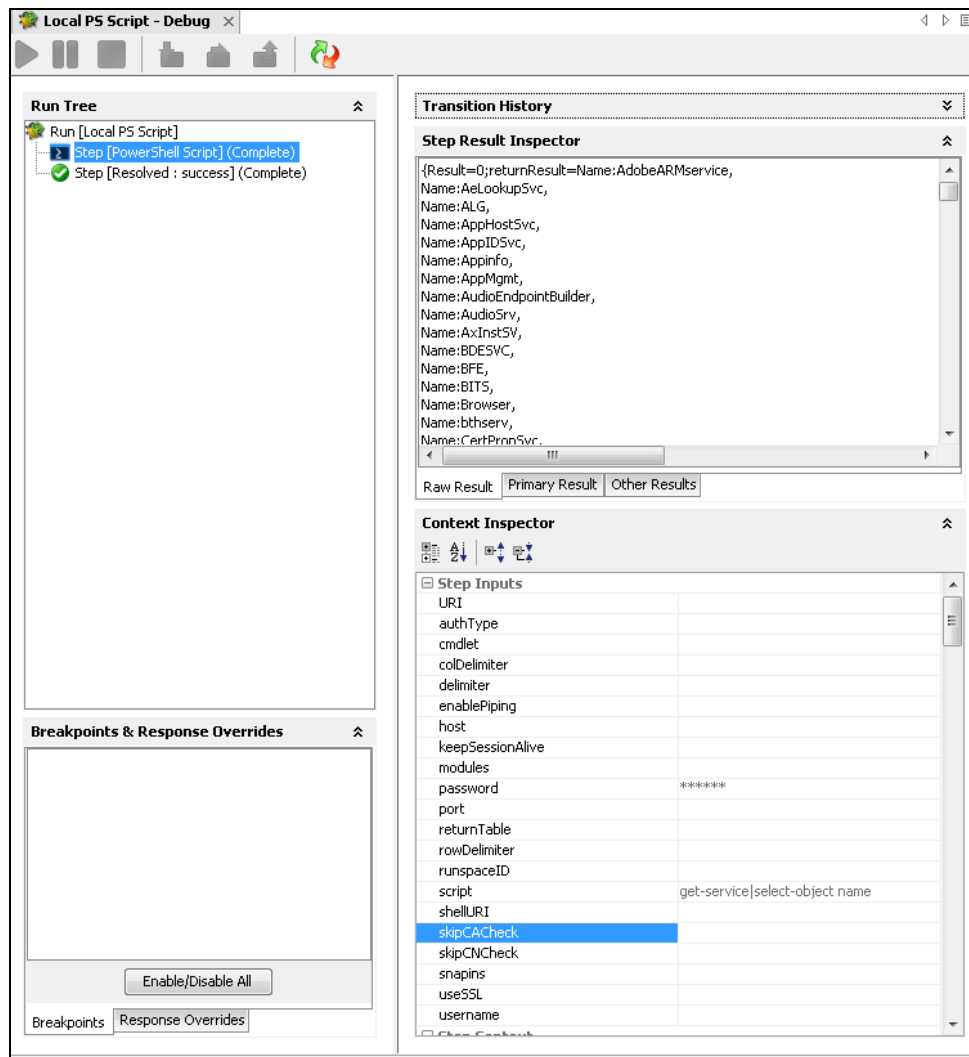 Local PS Script - Debug
Run Tree
Run [Local PS Script]
Step [PowerShell Script] (Complete)
Step [Resolved : success] (Complete)
Breakpoints & Response Overrides
Enable/Disable All
Breakpoints
Response Overrides
Transition History
Step Result Inspector
{Result=0;returnResult=Name:AdobeARMservice,
Name:AeLookupSvc,
Name:ALG,
Name:AppHostSvc,
Name:AppIDSvc,
Name:Appinfo,
Name:AppMgmt,
Name:AudioEndpointBuilder,
Name:AudioSrv,
Name:AxInstSV,
Name:BDESVC,
Name:BFE,
Name:BITS,
Name:Browser,
Name:bthserv,
Name:CertPropSvc,
Raw Result
Primary Result
Other Results
Context Inspector
Step Inputs
URI
authType
cmdlet
colDelimiter
delimiter
enablePiping
host
keepSessionAlive
modules
password ******
port
returnTable
rowDelimiter
runspaceID
script get-service|select-object name
shellURI
skipCACheck
skipCNCheck
snapins
useSSL
username
Step Context